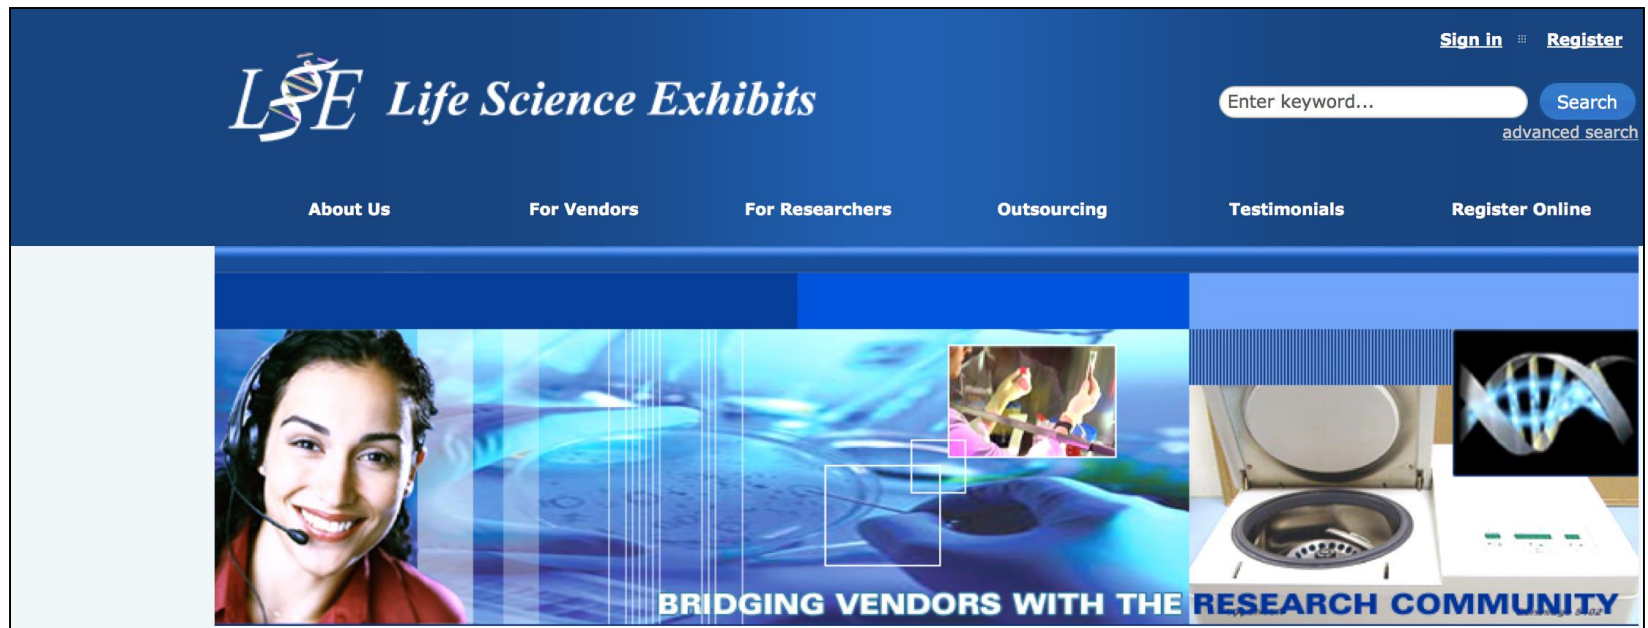 Sign in Register
LSE Life Science Exhibits
Enter keyword... Search
advanced search
About Us For Vendors For Researchers Outsourcing Testimonials Register Online
BRIDGING VENDORS WITH THE RESEARCH COMMUNITY